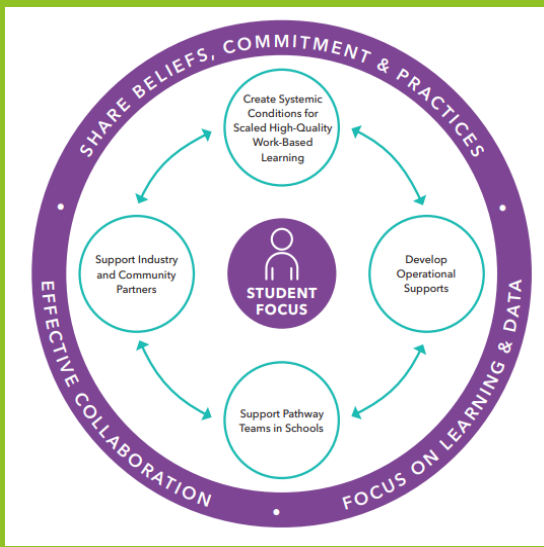 SHARE BELIEFS, COMMITMENT & PRACTICES
Create Systemic
Conditions for
Scaled High-Quality
Work-Based
Learning
Support Industry
and Community
Partners
STUDENT
FOCUS
Develop
Operational
Supports
Support Pathway
Teams in Schools
EFFECTIVE COLLABORATION
FOCUS ON LEARNING & DATA